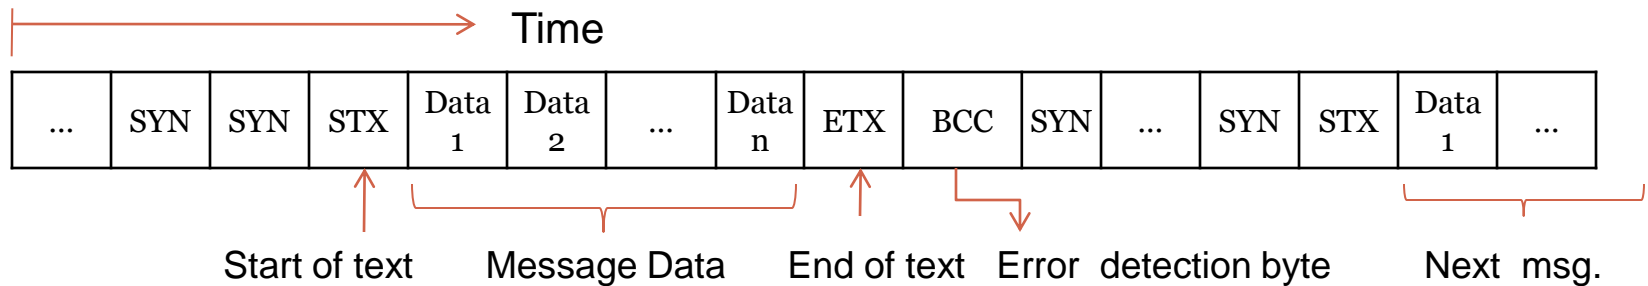 Time
... SYN SYN STX Data 1 Data 2 ... Data n ETX BCC SYN ... SYN STX Data 1 ...
Start of text Message Data End of text Error detection byte Next msg.